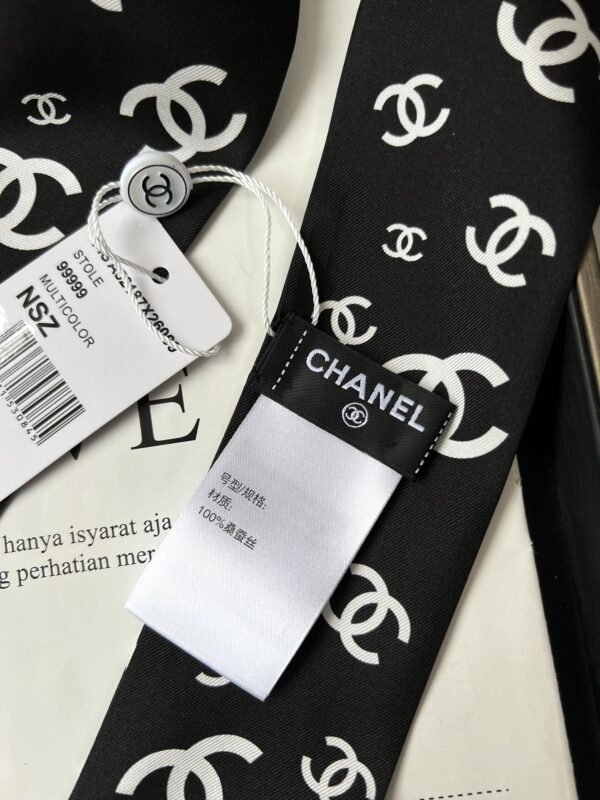 STOLE
99999
MULTICOLOR
NSZ
CHANEL
号型/规格:
材质:
100%桑蚕丝
E
hanya isyarat aja
g perhatian mer